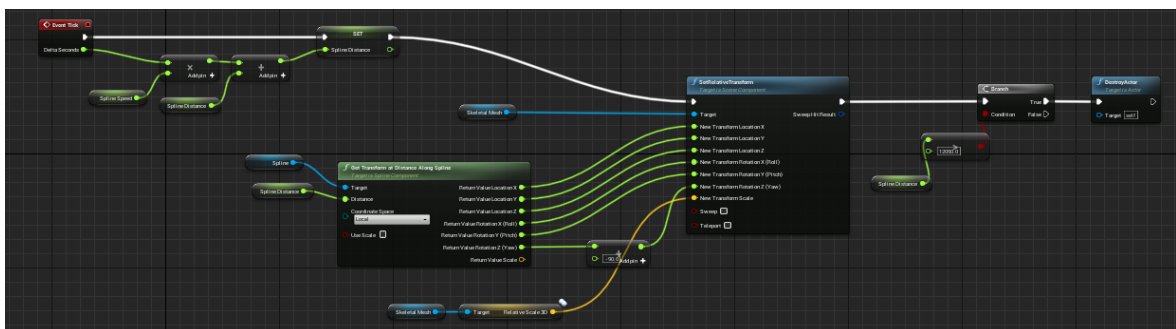 Event Tick
Delta Seconds
Spline Speed
Add pin +
Spline Distance
Add pin +
SET
Spline Distance
Skeletal Mesh
Spline
Spline Distance
Get Transform at Distance Along Spline
Target is Spline Component
Target
Distance
Coordinate Space
Local
Use Scale
Return Value Location X
Return Value Location Y
Return Value Location Z
Return Value Rotation X (Roll)
Return Value Rotation Y (Pitch)
Return Value Rotation Z (Yaw)
Return Value Scale
-90.0
Add pin +
Skeletal Mesh
Target
Relative Scale 3D
SetRelativeTransform
Target is Scene Component
Target
New Transform Location X
New Transform Location Y
New Transform Location Z
New Transform Rotation X (Roll)
New Transform Rotation Y (Pitch)
New Transform Rotation Z (Yaw)
New Transform Scale
Sweep
Teleport
Sweep Hit Result
Spline Distance
Branch
Condition
True
False
DestroyActor
Target is Actor
Target
self